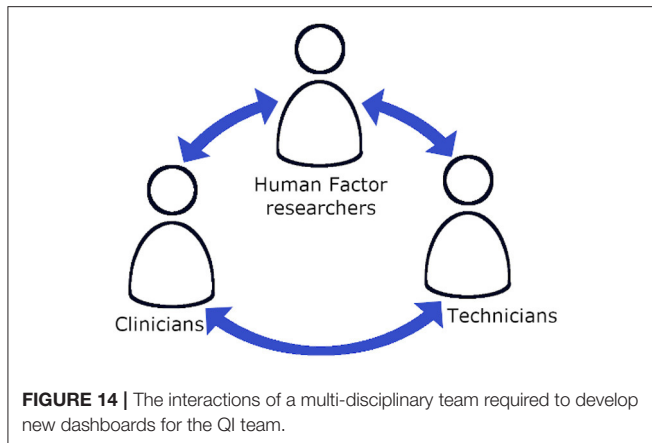 Human Factor
researchers
Clinicians
Technicians
FIGURE 14 | The interactions of a multi-disciplinary team required to develop
new dashboards for the QI team.